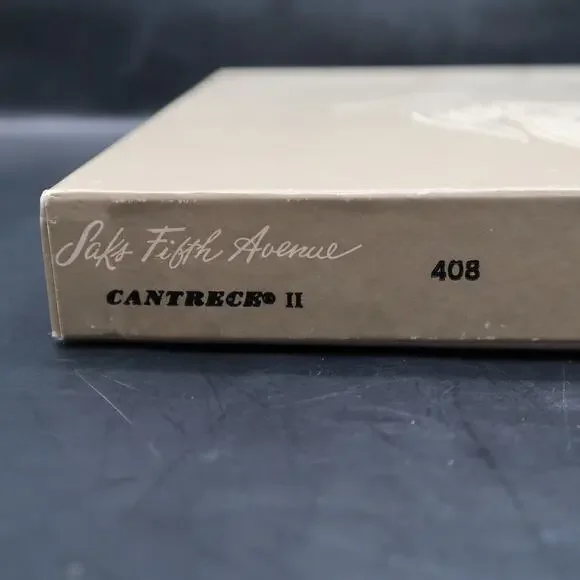 Saks Fifth Avenue
CANTRECE® II
408